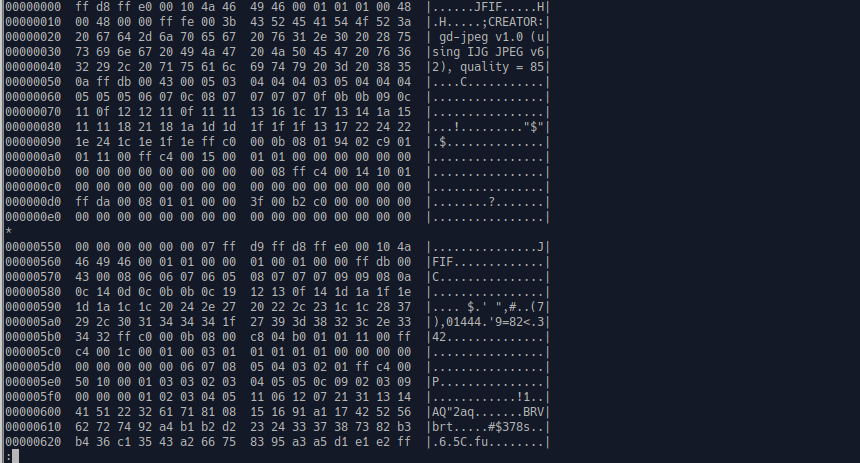 00000000  ff d8 ff e0 00 10 4a 46  49 46 00 01 01 01 00 48  |......JFIF.....H|
00000010  00 48 00 00 ff fe 00 3b  43 52 45 41 54 4f 52 3a  |.H.....;CREATOR:|
00000020  20 67 64 2d 6a 70 65 67  20 76 31 2e 30 20 28 75  | gd-jpeg v1.0 (u|
00000030  73 69 6e 67 20 49 4a 47  20 4a 50 45 47 20 76 36  |sing IJG JPEG v6|
00000040  32 29 2c 20 71 75 61 6c  69 74 79 20 3d 20 38 35  |2), quality = 85|
00000050  0a ff db 00 43 00 05 03  04 04 04 03 05 04 04 04  |....C...........|
00000060  05 05 05 06 07 0c 08 07  07 07 07 0f 0b 0b 09 0c  |................|
00000070  11 0f 12 12 11 0f 11 11  13 16 1c 17 13 14 1a 15  |................|
00000080  11 11 18 21 18 1a 1d 1d  1f 1f 1f 13 17 22 24 22  |...!........."$"|
00000090  1e 24 1c 1e 1f 1e ff c0  00 0b 08 01 94 02 c9 01  |.$..............|
000000a0  01 11 00 ff c4 00 15 00  01 01 00 00 00 00 00 00  |................|
000000b0  00 00 00 00 00 00 00 00  00 08 ff c4 00 14 10 01  |................|
000000c0  00 00 00 00 00 00 00 00  00 00 00 00 00 00 00 00  |................|
000000d0  ff da 00 08 01 01 00 00  3f 00 b2 c0 00 00 00 00  |........?.......|
000000e0  00 00 00 00 00 00 00 00  00 00 00 00 00 00 00 00  |................|
*
00000550  00 00 00 00 00 00 07 ff  d9 ff d8 ff e0 00 10 4a  |...............J|
00000560  46 49 46 00 01 01 00 00  01 00 01 00 00 ff db 00  |FIF.............|
00000570  43 00 08 06 06 07 06 05  08 07 07 07 09 09 08 0a  |C...............|
00000580  0c 14 0d 0c 0b 0b 0c 19  12 13 0f 14 1d 1a 1f 1e  |................|
00000590  1d 1a 1c 1c 20 24 2e 27  20 22 2c 23 1c 1c 28 37  |.... $.' ",#..(7|
000005a0  29 2c 30 31 34 34 34 1f  27 39 3d 38 32 3c 2e 33  |),01444.'9=82<.3|
000005b0  34 32 ff c0 00 0b 08 00  c8 04 b0 01 01 11 00 ff  |42..............|
000005c0  c4 00 1c 00 01 00 03 01  01 01 01 01 00 00 00 00  |................|
000005d0  00 00 00 00 00 06 07 08  05 04 03 02 01 ff c4 00  |................|
000005e0  50 10 00 01 03 03 02 03  04 05 05 0c 09 02 03 09  |P...............|
000005f0  00 00 00 01 02 03 04 05  11 06 12 07 21 31 13 14  |............!1..|
00000600  41 51 22 32 61 71 81 08  15 16 91 a1 17 42 52 56  |AQ"2aq.......BRV|
00000610  62 72 74 92 a4 b1 b2 d2  23 24 33 37 38 73 82 b3  |brt.....#$378s..|
00000620  b4 36 c1 35 43 a2 66 75  83 95 a3 a5 d1 e1 e2 ff  |.6.5C.fu........|
: